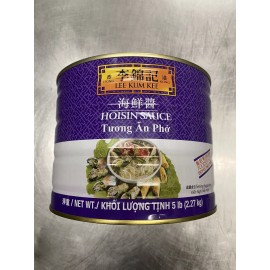 李錦記
LEE KUM KEE
海鮮醬
HOISIN SAUCE
Tương Ăn Phở
淨重 / NET WT./ KHỐI LƯỢNG TỊNH 5 lb (2.27 kg)